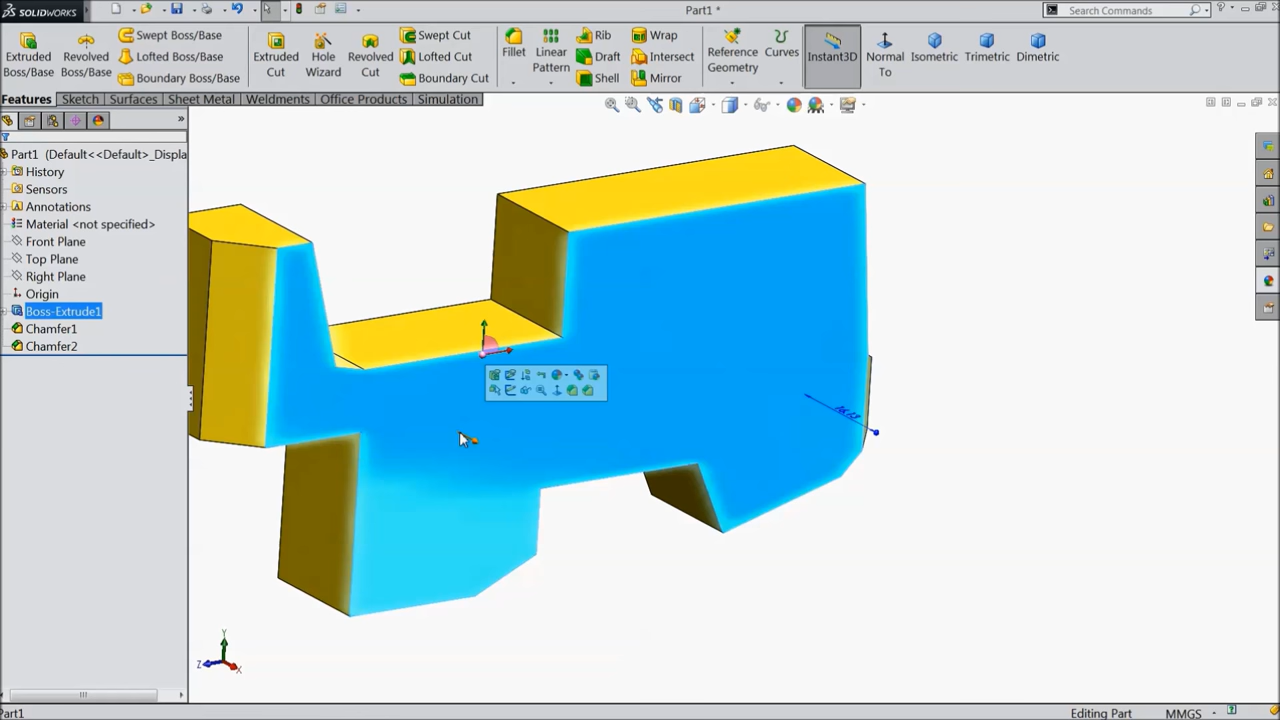 SOLIDWORKS
Part1 *
Search Commands
Extruded Boss/Base
Revolved Boss/Base
Swept Boss/Base
Lofted Boss/Base
Boundary Boss/Base
Extruded Cut
Hole Wizard
Revolved Cut
Swept Cut
Lofted Cut
Boundary Cut
Fillet
Linear Pattern
Rib
Draft
Shell
Wrap
Intersect
Mirror
Reference Geometry
Curves
Instant3D
Normal To
Isometric
Trimetric
Dimetric
Features
Sketch
Surfaces
Sheet Metal
Weldments
Office Products
Simulation
Part1 (Default<<Default>_Displa
History
Sensors
Annotations
Material <not specified>
Front Plane
Top Plane
Right Plane
Origin
Boss-Extrude1
Chamfer1
Chamfer2
Y
Z
X
Part1
Editing Part
MMGS